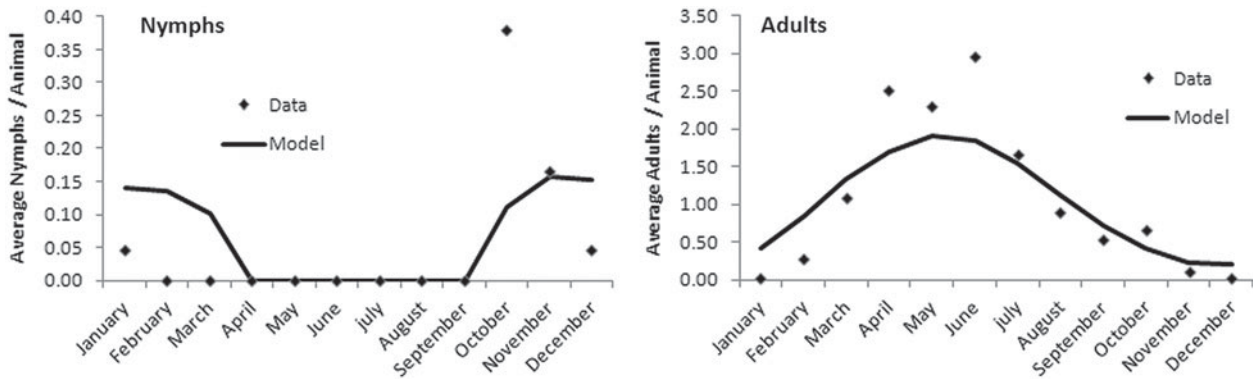 Nymphs
Average Nymphs / Animal
0.40
0.35
0.30
0.25
0.20
0.15
0.10
0.05
0.00
Data
Model
January
February
March
April
May
June
july
August
September
October
November
December
Adults
Average Adults / Animal
3.50
3.00
2.50
2.00
1.50
1.00
0.50
0.00
Data
Model
January
February
March
April
May
June
july
August
September
October
November
December